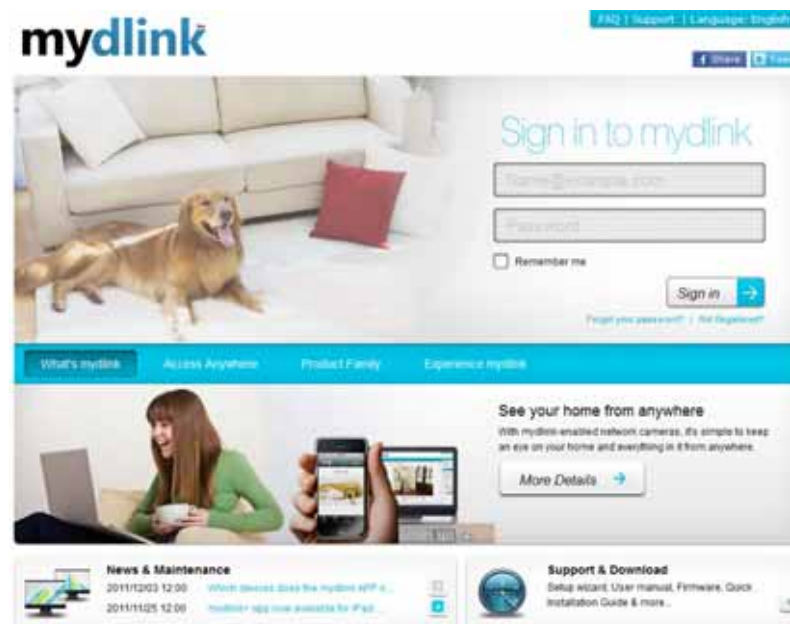 mydlink
FAQ | Support | Language: English
Share
Sign in to mydlink
Name@example.com
Password
Remember me
Sign in
Forgot your password? | Not Registered?
What's mydlink Access Anywhere Product Family Experience mydlink
See your home from anywhere
With mydlink-enabled network cameras, it's simple to keep
an eye on your home and everything in it from anywhere.
More Details
News & Maintenance
2011/12/03 12:00 Which devices does the mydlink APP s...
2011/11/25 12:00 mydlink+ app now available for iPad...
Support & Download
Setup wizard, User manual, Firmware, Quick
Installation Guide & more...